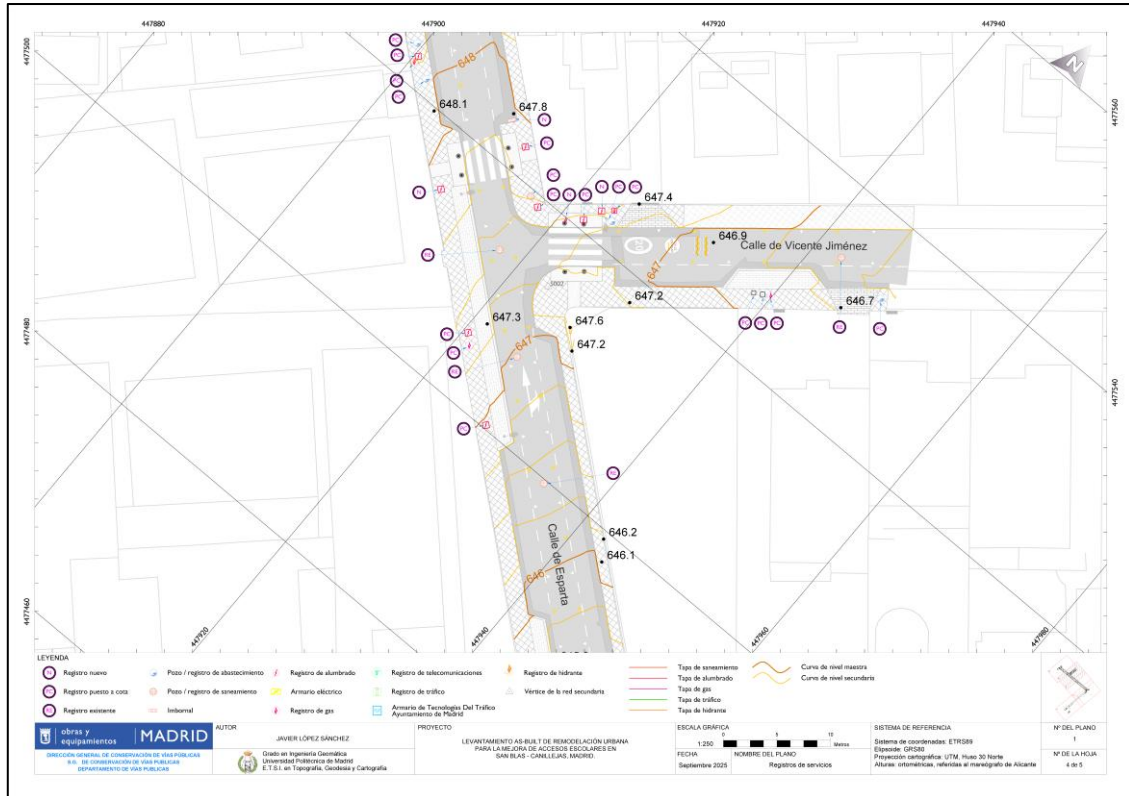 447880
447900
447920
447940
4477500
4477560
648
648.1
647.8
N
PC
647.4
646.9
Calle de Vicente Jiménez
647
647.2
646.7
647.3
647.6
647.2
647
4477480
4477540
RE
646.2
646.1
646
Calle de Esparta
4477460
447920
447940
447960
447980
LEYENDA
N Registro nuevo
PC Registro puesto a cota
RE Registro existente
Pozo / registro de abastecimiento
Pozo / registro de saneamiento
Imbornal
Registro de alumbrado
Armario eléctrico
Registro de gas
Registro de telecomunicaciones
Registro de tráfico
Armario de Tecnologías Del Tráfico
Ayuntamiento de Madrid
Registro de hidrante
Vértice de la red secundaria
Tapa de saneamiento
Tapa de alumbrado
Tapa de gas
Tapa de tráfico
Tapa de hidrante
Curva de nivel maestra
Curva de nivel secundaria
obras y
equipamientos
MADRID
DIRECCIÓN GENERAL DE CONSERVACIÓN DE VÍAS PÚBLICAS
S.G. DE CONSERVACIÓN DE VÍAS PUBLICAS
DEPARTAMENTO DE VIAS PUBLICAS
AUTOR
JAVIER LÓPEZ SÁNCHEZ
Grado en Ingeniería Geomática
Universidad Politécnica de Madrid
E.T.S.I. en Topografía, Geodesia y Cartografía
PROYECTO
LEVANTAMIENTO AS-BUILT DE REMODELACIÓN URBANA
PARA LA MEJORA DE ACCESOS ESCOLARES EN
SAN BLAS - CANILLEJAS, MADRID.
ESCALA GRÁFICA
1:250
0 5 10
Metros
FECHA
Septiembre 2025
NOMBRE DEL PLANO
Registros de servicios
SISTEMA DE REFERENCIA
Sistema de coordenadas: ETRS89
Elipsoide: GRS80
Proyección cartográfica: UTM, Huso 30 Norte
Alturas: ortométricas, referidas al mareógrafo de Alicante
Nº DEL PLANO
1
Nº DE LA HOJA
4 de 5